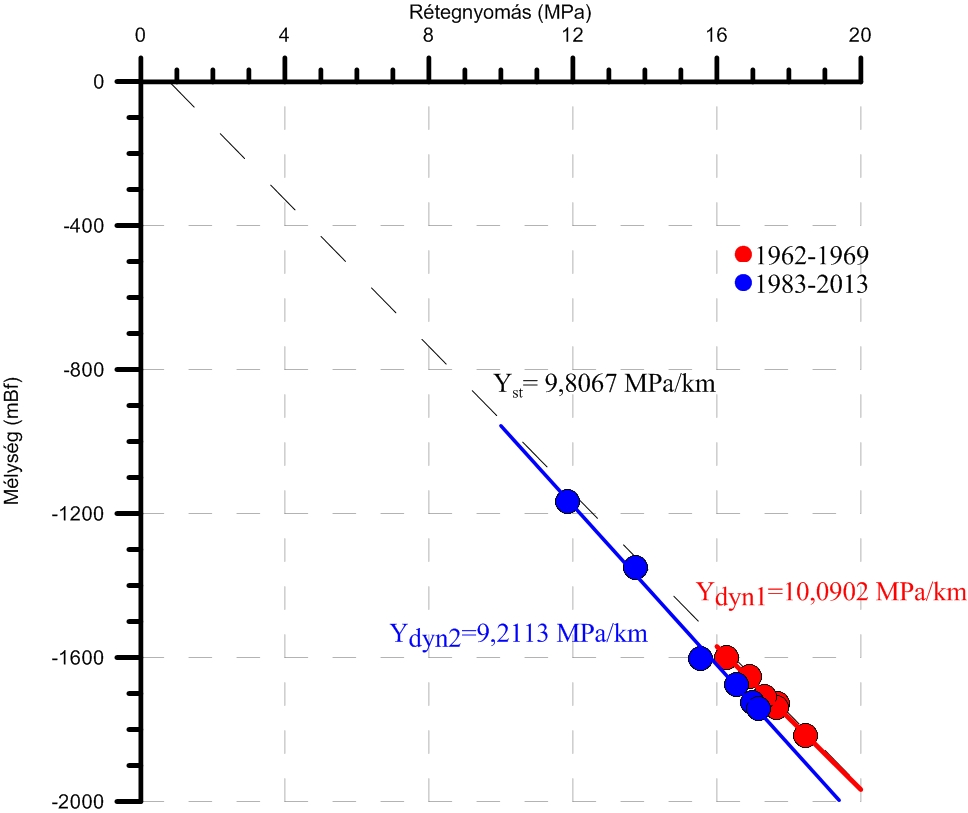 Rétegnyomás (MPa)
0 4 8 12 16 20
0
-400
-800
-1200
-1600
-2000
Mélység (mBf)
1962-1969
1983-2013
Yst= 9,8067 MPa/km
Ydyn1=10,0902 MPa/km
Ydyn2=9,2113 MPa/km